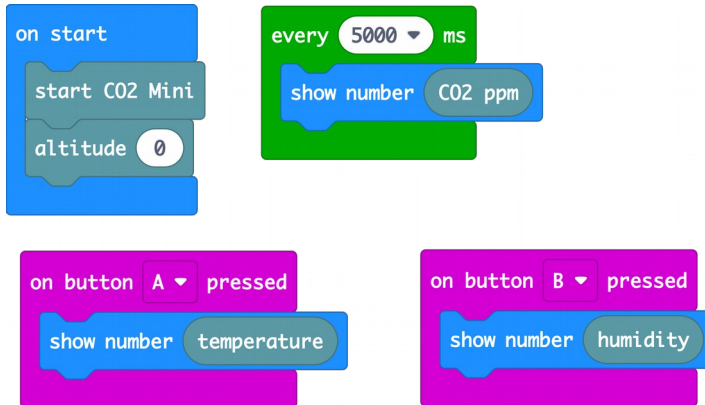 on start
start CO2 Mini
altitude 0
every 5000 ms
show number CO2 ppm
on button A pressed
show number temperature
on button B pressed
show number humidity